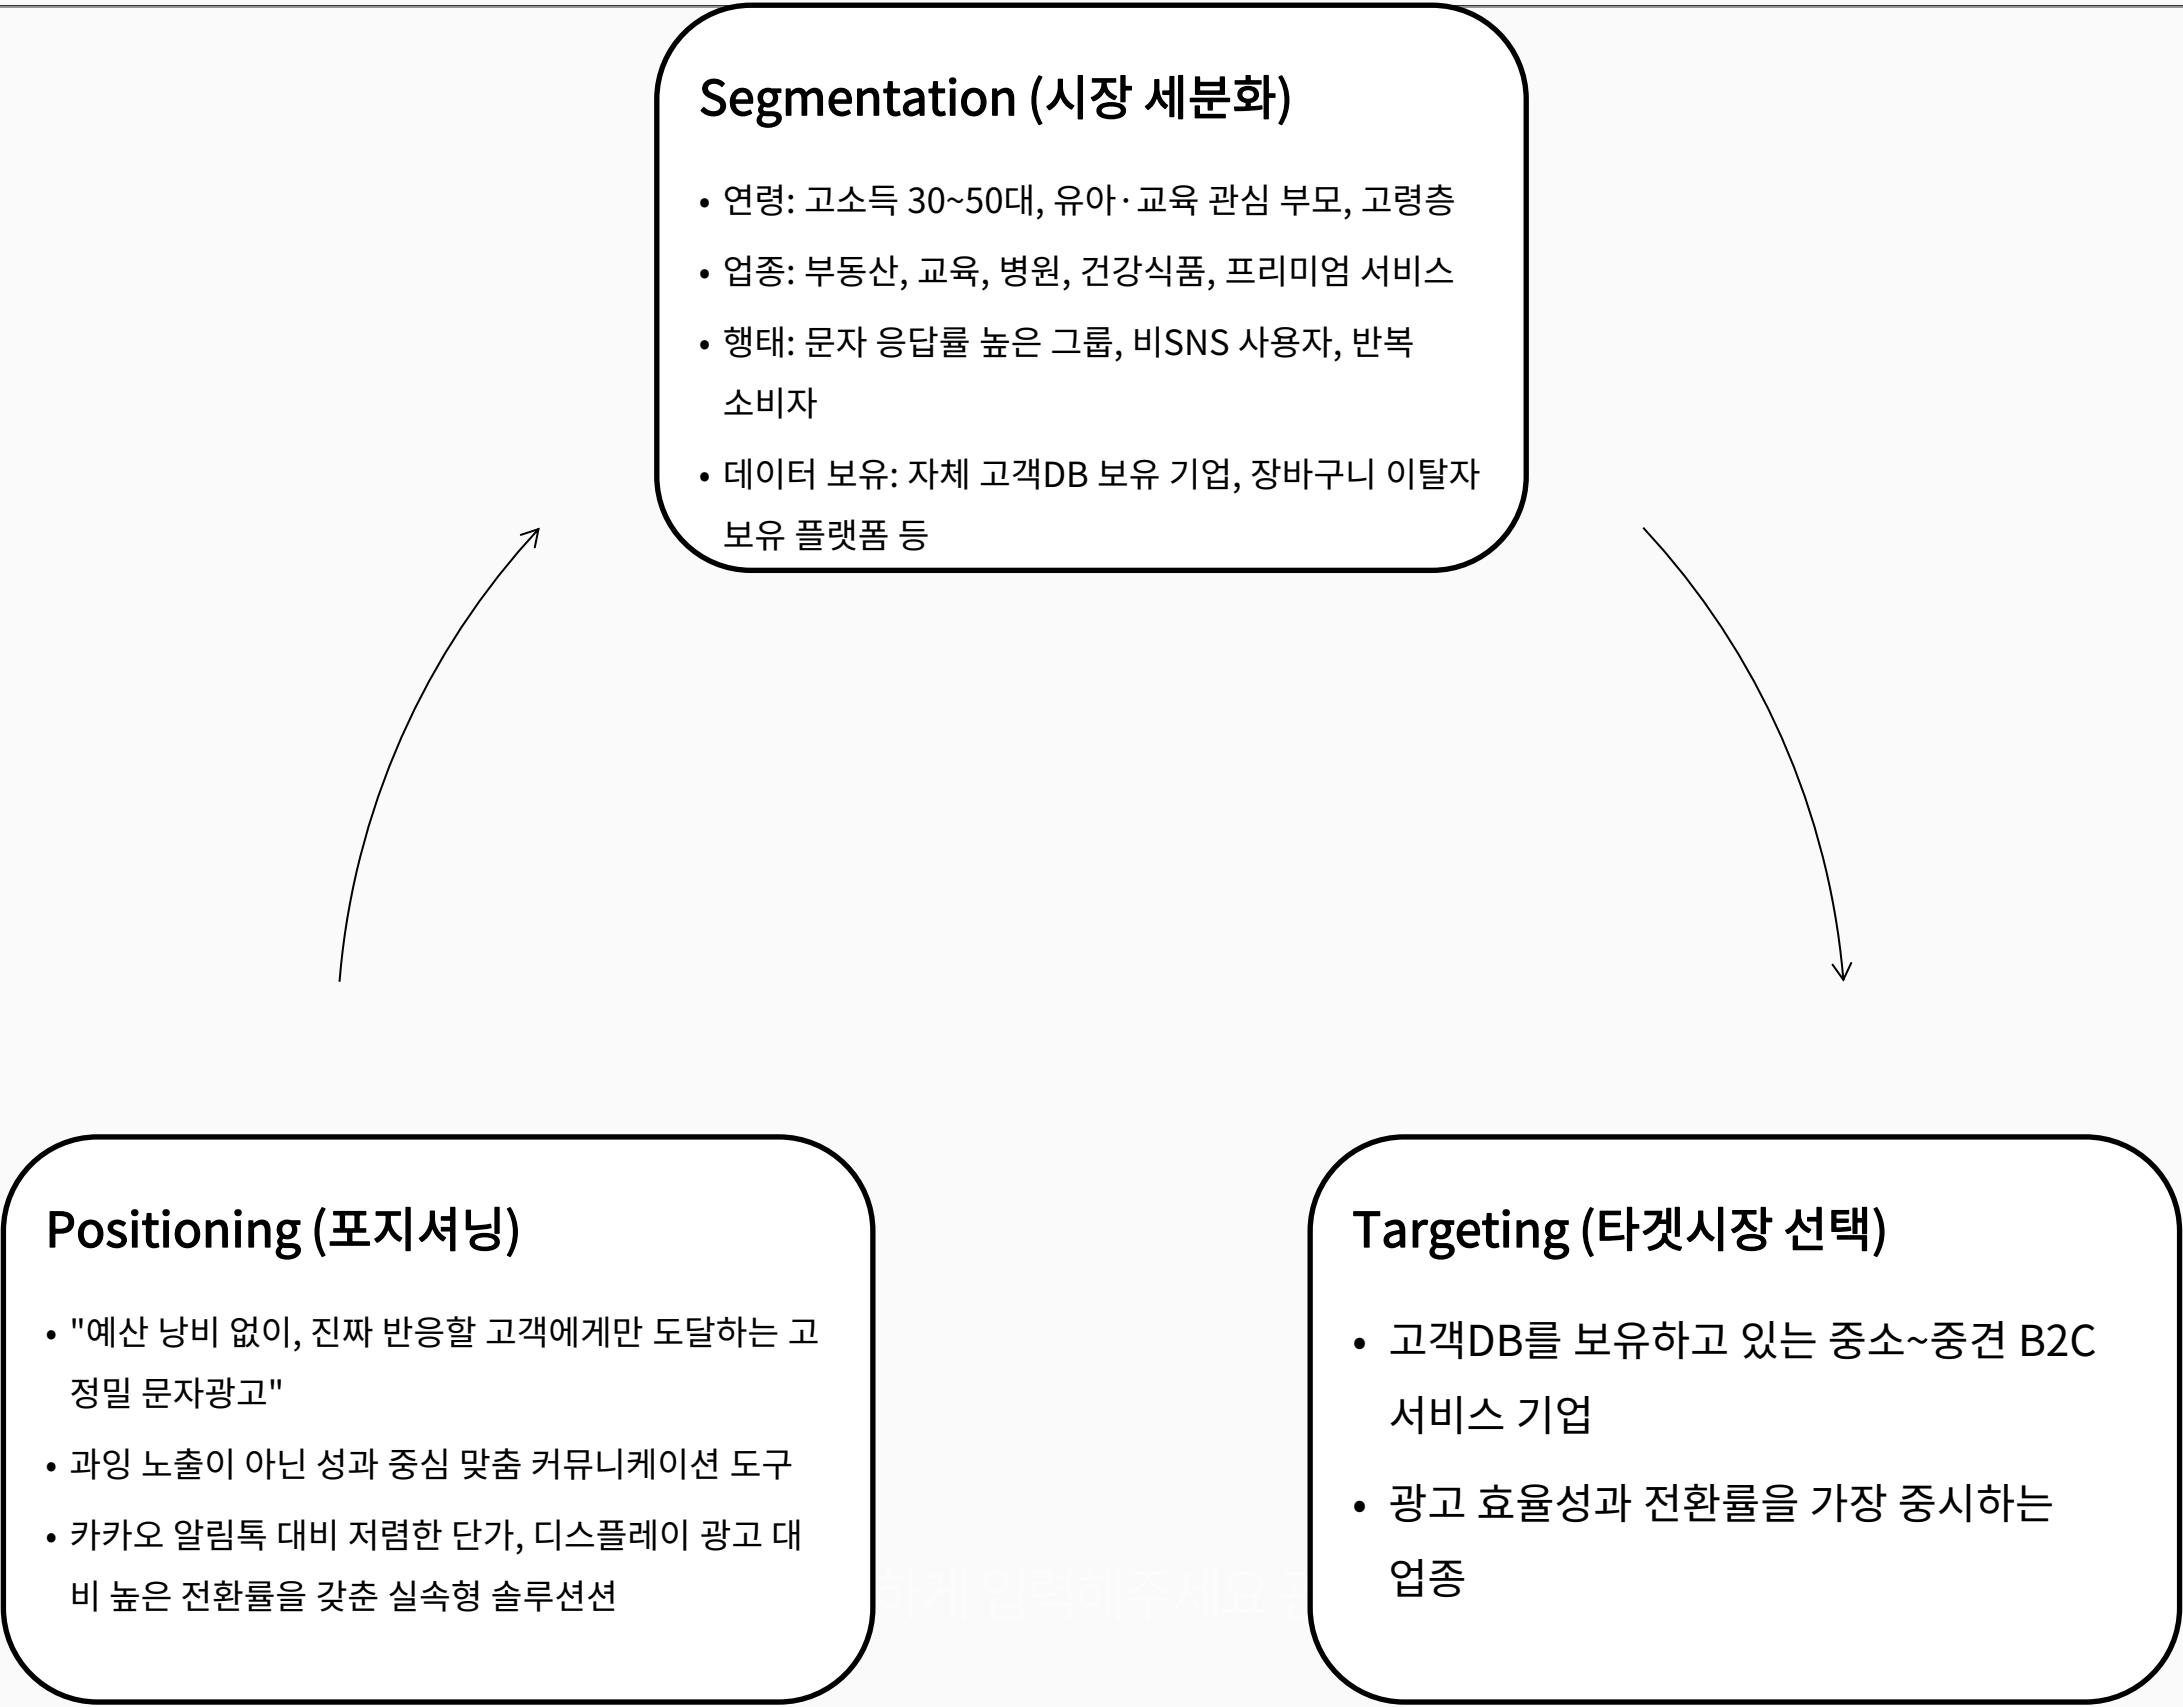 Segmentation (시장 세분화)
• 연령: 고소득 30~50대, 유아·교육 관심 부모, 고령층
• 업종: 부동산, 교육, 병원, 건강식품, 프리미엄 서비스
• 행태: 문자 응답률 높은 그룹, 비SNS 사용자, 반복
소비자
• 데이터 보유: 자체 고객DB 보유 기업, 장바구니 이탈자
보유 플랫폼 등
Positioning (포지셔닝)
• "예산 낭비 없이, 진짜 반응할 고객에게만 도달하는 고
정밀 문자광고"
• 과잉 노출이 아닌 성과 중심 맞춤 커뮤니케이션 도구
• 카카오 알림톡 대비 저렴한 단가, 디스플레이 광고 대
비 높은 전환률을 갖춘 실속형 솔루션션
하게 입력해주세요
Targeting (타겟시장 선택)
• 고객DB를 보유하고 있는 중소~중견 B2C
서비스 기업
• 광고 효율성과 전환률을 가장 중시하는
업종